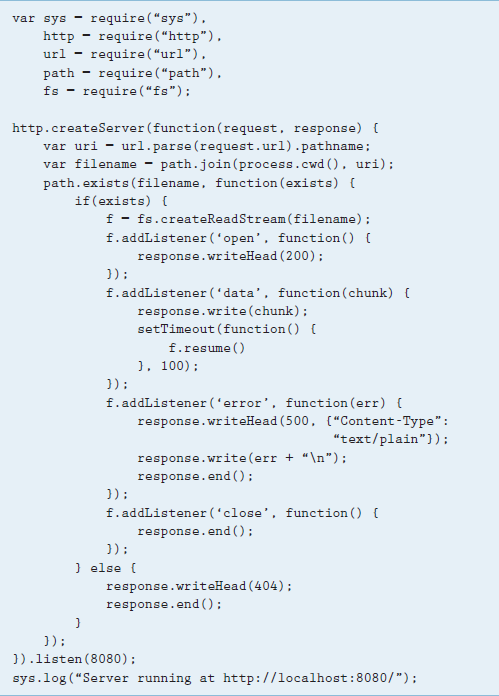 var sys = require(“sys”),
    http = require(“http”),
    url = require(“url”),
    path = require(“path”),
    fs = require(“fs”);

http.createServer(function(request, response) {
    var uri = url.parse(request.url).pathname;
    var filename = path.join(process.cwd(), uri);
    path.exists(filename, function(exists) {
        if(exists) {
            f = fs.createReadStream(filename);
            f.addListener(‘open’, function() {
                response.writeHead(200);
            });
            f.addListener(‘data’, function(chunk) {
                response.write(chunk);
                setTimeout(function() {
                    f.resume()
                }, 100);
            });
            f.addListener(‘error’, function(err) {
                response.writeHead(500, {“Content-Type”:
                                         “text/plain”});
                response.write(err + “\n”);
                response.end();
            });
            f.addListener(‘close’, function() {
                response.end();
            });
        } else {
            response.writeHead(404);
            response.end();
        }
    });
}).listen(8080);
sys.log(“Server running at http://localhost:8080/”);